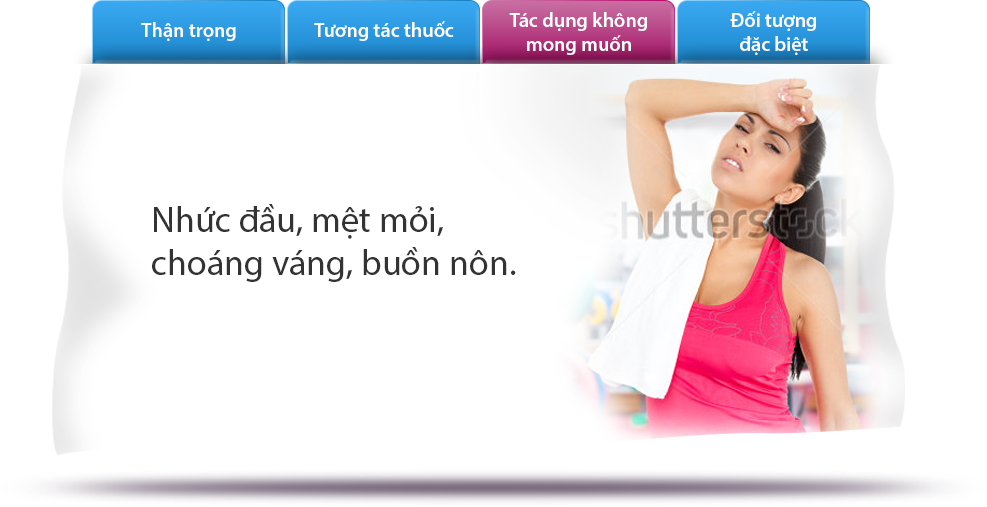 Thận trọng
Tương tác thuốc
Tác dụng không
mong muốn
Đối tượng
đặc biệt
Nhức đầu, mệt mỏi,
choáng váng, buồn nôn.
shutterstock